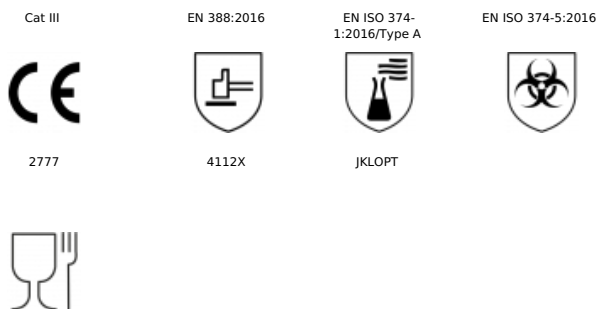 Cat III
EN 388:2016
EN ISO 374-
1:2016/Type A
EN ISO 374-5:2016
CE
2777
4112X
JKLOPT